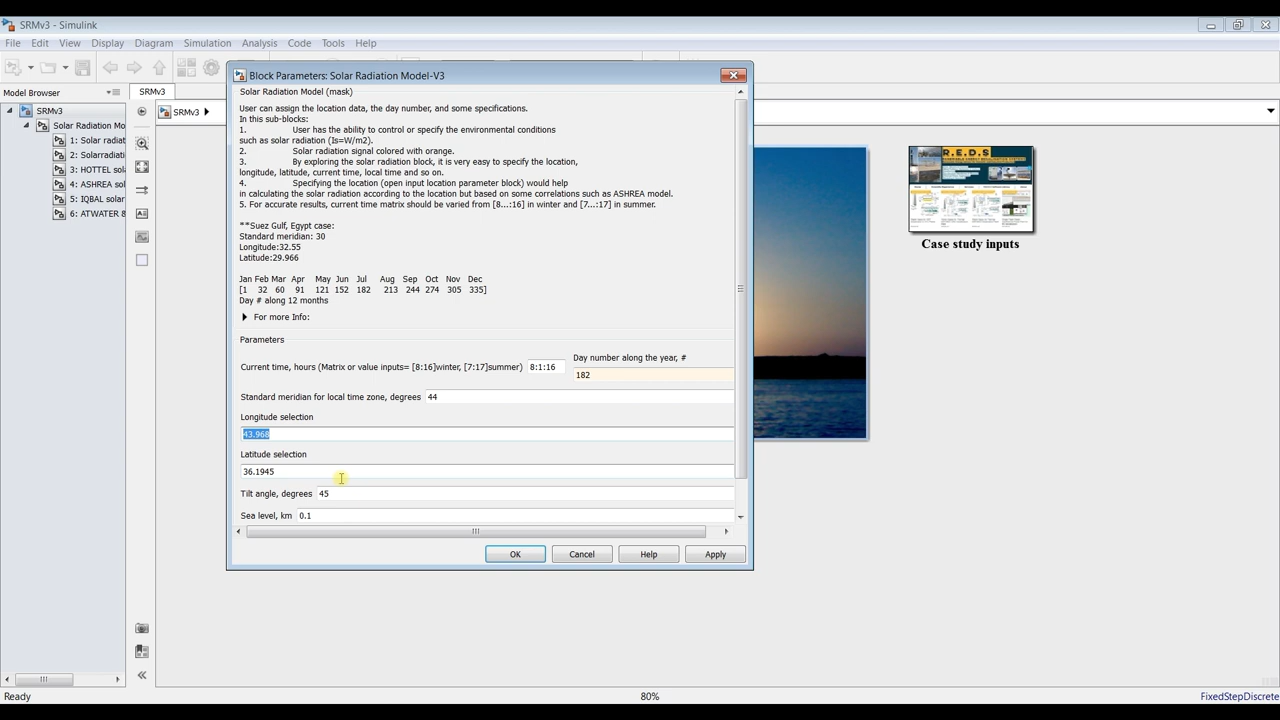 SRMv3 - Simulink
File Edit View Display Diagram Simulation Analysis Code Tools Help
Model Browser
SRMv3
SRMv3
SRMv3
Solar Radiation Mo
1: Solar radiat
2: Solarradiati
3: HOTTEL sol
4: ASHREA sol
5: IQBAL solar
6: ATWATER &
Block Parameters: Solar Radiation Model-V3
Solar Radiation Model (mask)
User can assign the location data, the day number, and some specifications.
In this sub-blocks:
1. User has the ability to control or specify the environmental conditions
such as solar radiation (Is=W/m2).
2. Solar radiation signal colored with orange.
3. By exploring the solar radiation block, it is very easy to specify the location,
longitude, latitude, current time, local time and so on.
4. Specifying the location (open input location parameter block) would help
in calculating the solar radiation according to the location but based on some correlations such as ASHREA model.
5. For accurate results, current time matrix should be varied from [8...:16] in winter and [7...:17] in summer.
**Suez Gulf, Egypt case:
Standard meridian: 30
Longitude:32.55
Latitude:29.966
Jan Feb Mar Apr May Jun Jul Aug Sep Oct Nov Dec
[1 32 60 91 121 152 182 213 244 274 305 335]
Day # along 12 months
For more Info:
Parameters
Current time, hours (Matrix or value inputs= [8:16]winter, [7:17]summer) 8:1:16
Day number along the year, #
182
Standard meridian for local time zone, degrees 44
Longitude selection
43.968
Latitude selection
36.1945
Tilt angle, degrees 45
Sea level, km 0.1
OK Cancel Help Apply
R.E.D.S
Case study inputs
Ready
80%
FixedStepDiscrete